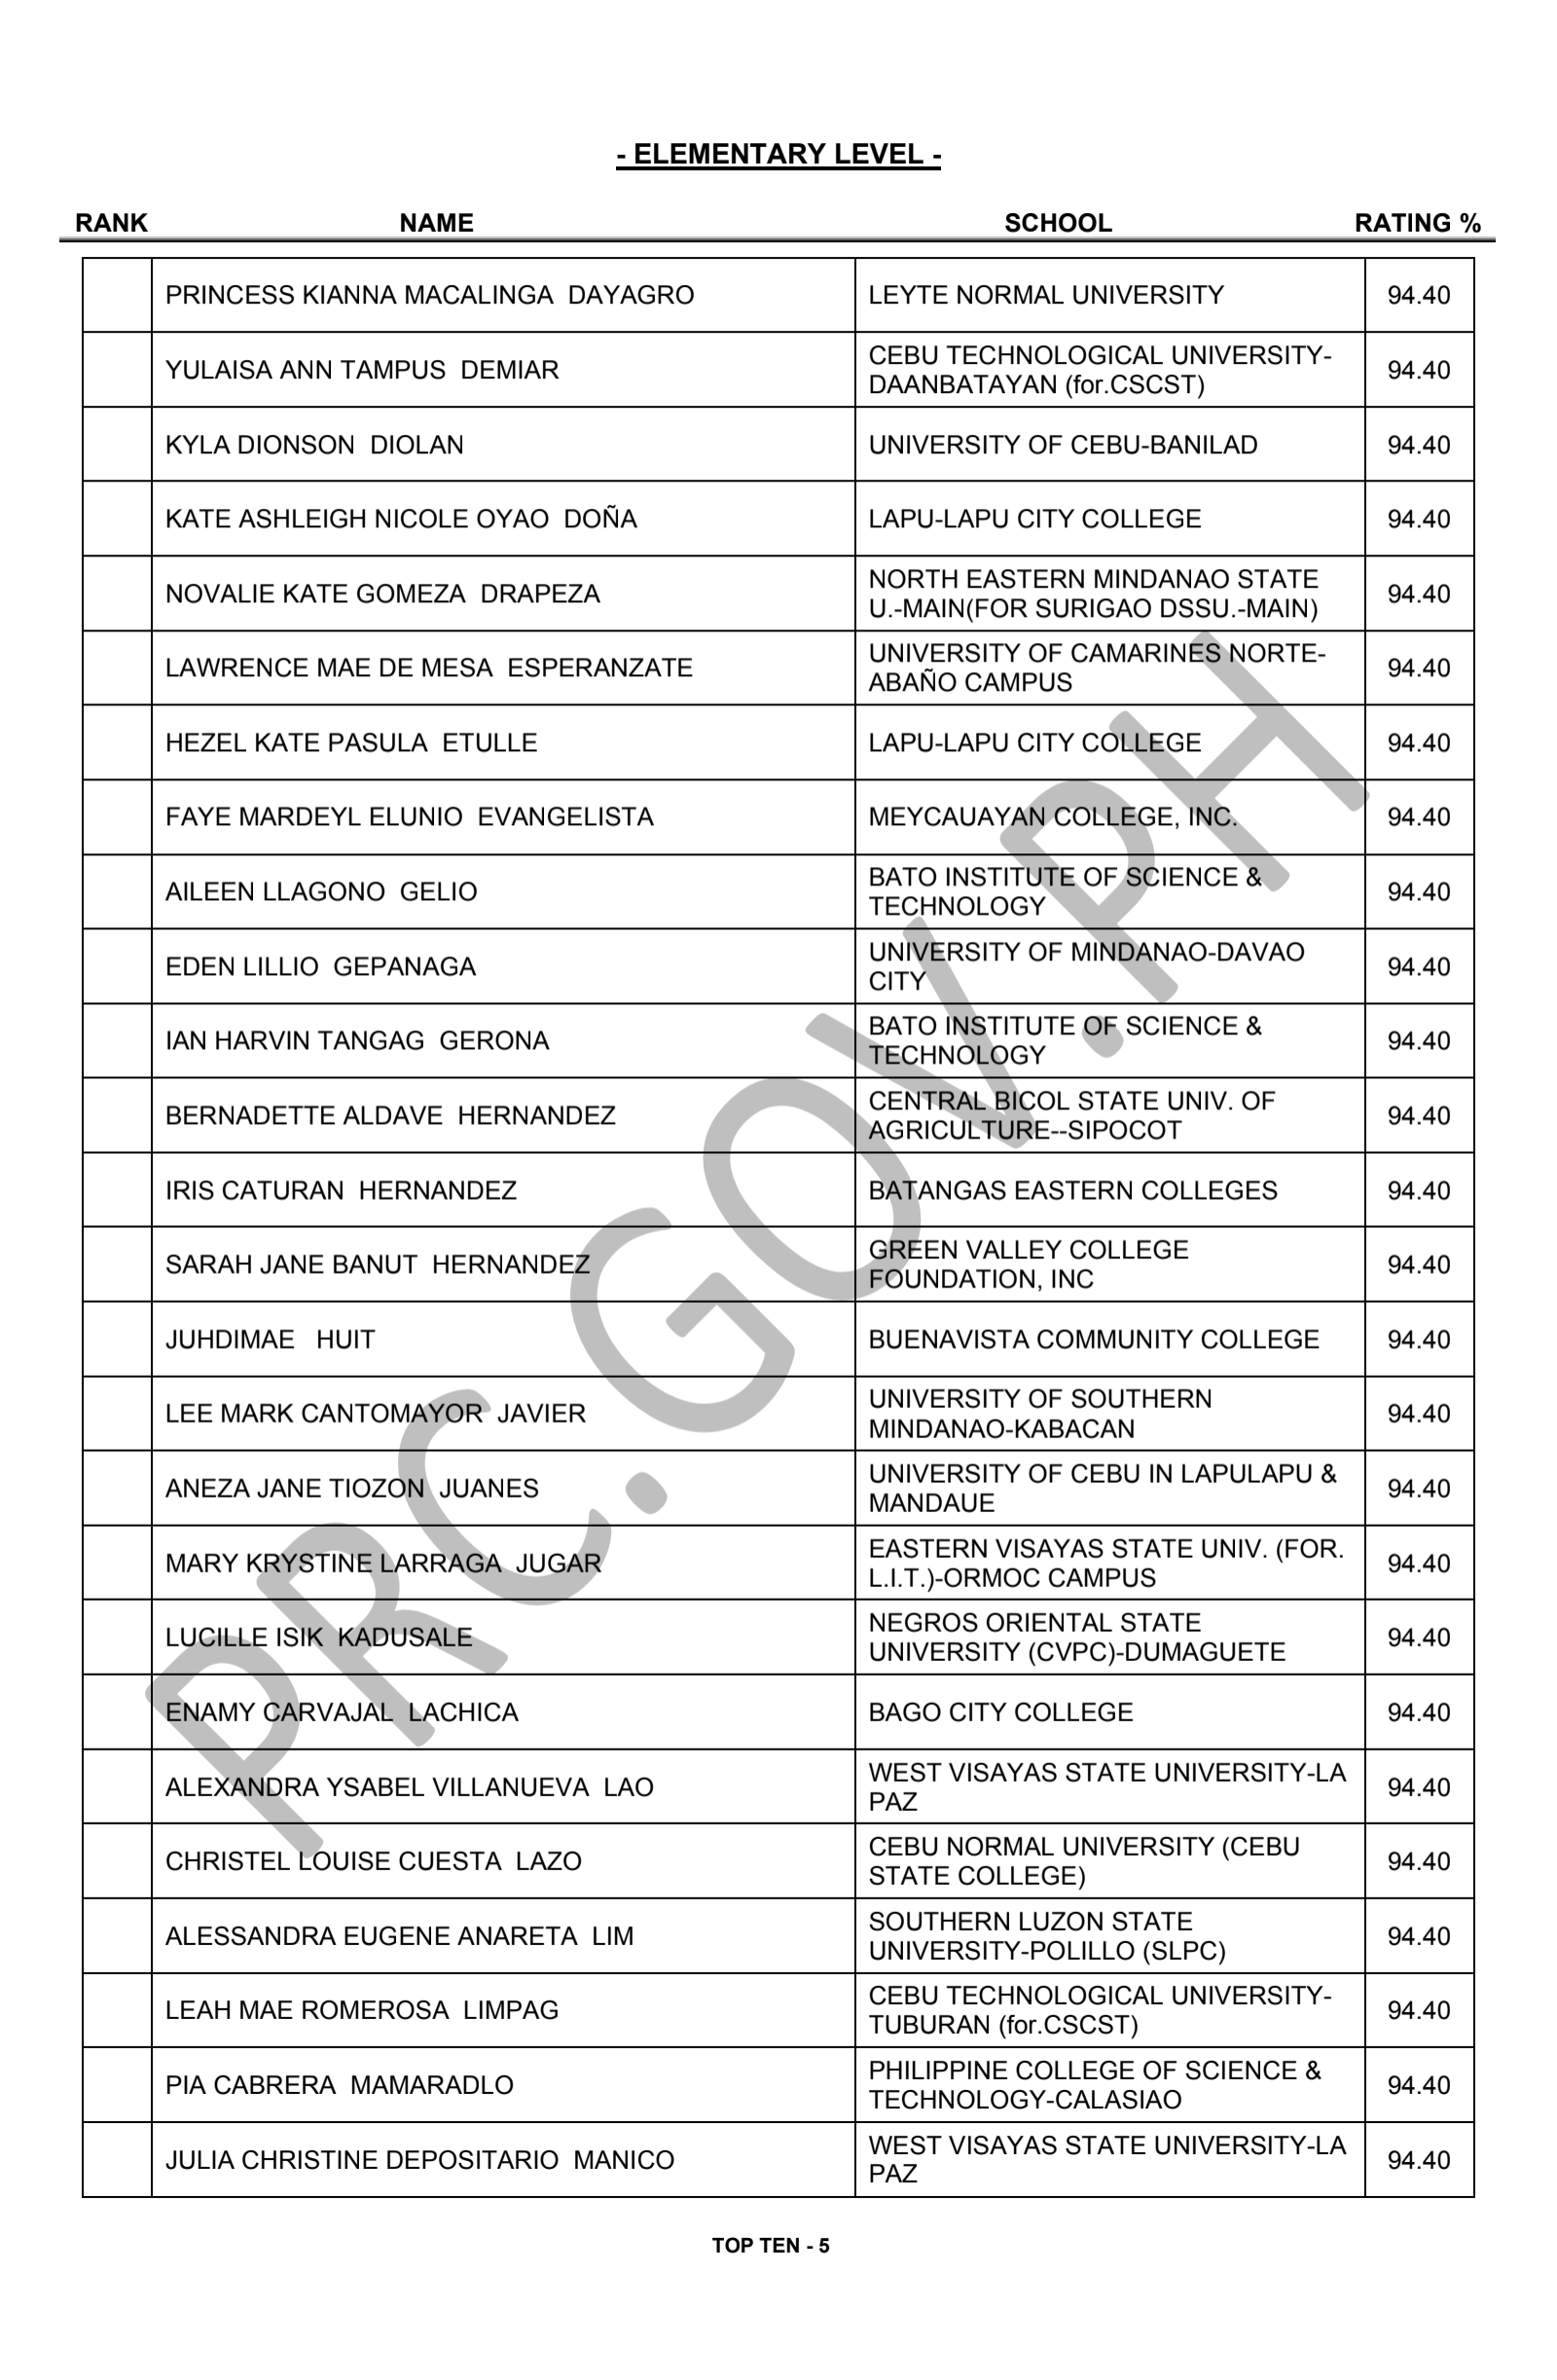 - ELEMENTARY LEVEL -
RANK NAME SCHOOL RATING %
PRINCESS KIANNA MACALINGA DAYAGRO LEYTE NORMAL UNIVERSITY 94.40
YULAISA ANN TAMPUS DEMIAR CEBU TECHNOLOGICAL UNIVERSITY-
DAANBATAYAN (for.CSCST) 94.40
KYLA DIONSON DIOLAN UNIVERSITY OF CEBU-BANILAD 94.40
KATE ASHLEIGH NICOLE OYAO DOÑA LAPU-LAPU CITY COLLEGE 94.40
NOVALIE KATE GOMEZA DRAPEZA NORTH EASTERN MINDANAO STATE
U.-MAIN(FOR SURIGAO DSSU.-MAIN) 94.40
LAWRENCE MAE DE MESA ESPERANZATE UNIVERSITY OF CAMARINES NORTE-
ABAÑO CAMPUS 94.40
HEZEL KATE PASULA ETULLE LAPU-LAPU CITY COLLEGE 94.40
FAYE MARDEYL ELUNIO EVANGELISTA MEYCAUAYAN COLLEGE, INC. 94.40
AILEEN LLAGONO GELIO BATO INSTITUTE OF SCIENCE &
TECHNOLOGY 94.40
EDEN LILLIO GEPANAGA UNIVERSITY OF MINDANAO-DAVAO
CITY 94.40
IAN HARVIN TANGAG GERONA BATO INSTITUTE OF SCIENCE &
TECHNOLOGY 94.40
BERNADETTE ALDAVE HERNANDEZ CENTRAL BICOL STATE UNIV. OF
AGRICULTURE--SIPOCOT 94.40
IRIS CATURAN HERNANDEZ BATANGAS EASTERN COLLEGES 94.40
SARAH JANE BANUT HERNANDEZ GREEN VALLEY COLLEGE
FOUNDATION, INC 94.40
JUHDIMAE HUIT BUENAVISTA COMMUNITY COLLEGE 94.40
LEE MARK CANTOMAYOR JAVIER UNIVERSITY OF SOUTHERN
MINDANAO-KABACAN 94.40
ANEZA JANE TIOZON JUANES UNIVERSITY OF CEBU IN LAPULAPU &
MANDAUE 94.40
MARY KRYSTINE LARRAGA JUGAR EASTERN VISAYAS STATE UNIV. (FOR.
L.I.T.)-ORMOC CAMPUS 94.40
LUCILLE ISIK KADUSALE NEGROS ORIENTAL STATE
UNIVERSITY (CVPC)-DUMAGUETE 94.40
ENAMY CARVAJAL LACHICA BAGO CITY COLLEGE 94.40
ALEXANDRA YSABEL VILLANUEVA LAO WEST VISAYAS STATE UNIVERSITY-LA
PAZ 94.40
CHRISTEL LOUISE CUESTA LAZO CEBU NORMAL UNIVERSITY (CEBU
STATE COLLEGE) 94.40
ALESSANDRA EUGENE ANARETA LIM SOUTHERN LUZON STATE
UNIVERSITY-POLILLO (SLPC) 94.40
LEAH MAE ROMEROSA LIMPAG CEBU TECHNOLOGICAL UNIVERSITY-
TUBURAN (for.CSCST) 94.40
PIA CABRERA MAMARADLO PHILIPPINE COLLEGE OF SCIENCE &
TECHNOLOGY-CALASIAO 94.40
JULIA CHRISTINE DEPOSITARIO MANICO WEST VISAYAS STATE UNIVERSITY-LA
PAZ 94.40
TOP TEN - 5
PRC.GOV.PH